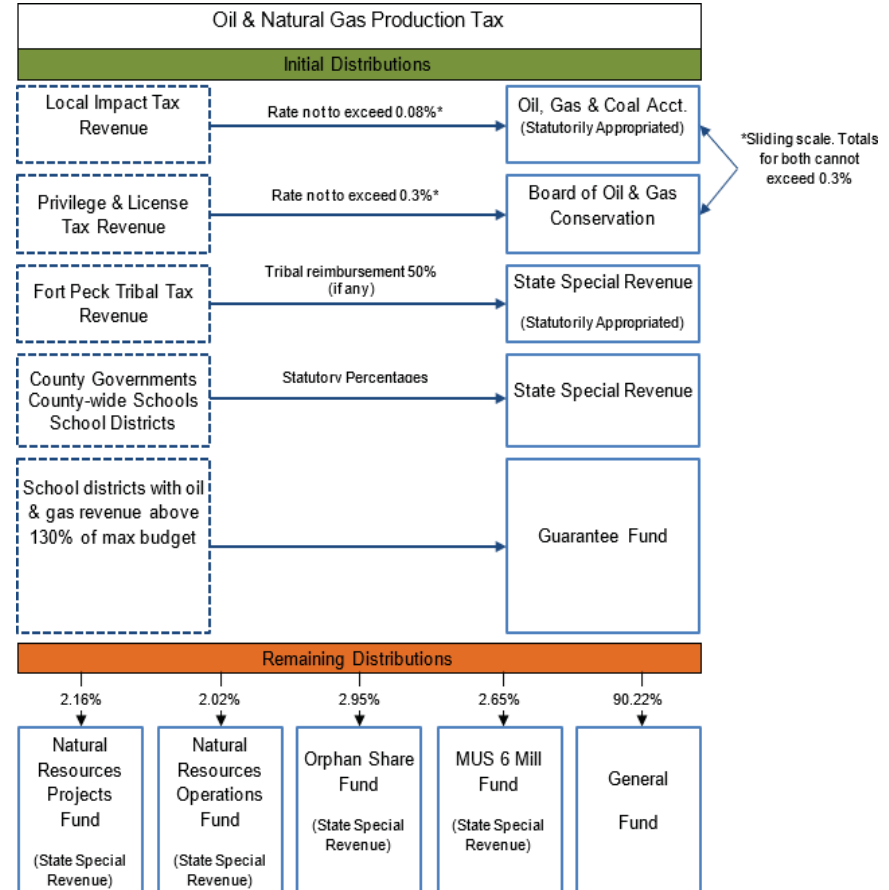 Oil & Natural Gas Production Tax
Initial Distributions
Local Impact Tax
Revenue
Rate not to exceed 0.08%*
Oil, Gas & Coal Acct.
(Statutorily Appropriated)
*Sliding scale. Totals
for both cannot
exceed 0.3%
Privilege & License
Tax Revenue
Rate not to exceed 0.3%*
Board of Oil & Gas
Conservation
Fort Peck Tribal Tax
Revenue
Tribal reimbursement 50%
(if any)
State Special Revenue
(Statutorily Appropriated)
County Governments
County-wide Schools
School Districts
Statutory Percentages
State Special Revenue
School districts with oil
& gas revenue above
130% of max budget
Guarantee Fund
Remaining Distributions
2.16%
2.02%
2.95%
2.65%
90.22%
Natural
Resources
Projects
Fund
(State Special
Revenue)
Natural
Resources
Operations
Fund
(State Special
Revenue)
Orphan Share
Fund
(State Special
Revenue)
MUS 6 Mill
Fund
(State Special
Revenue)
General
Fund